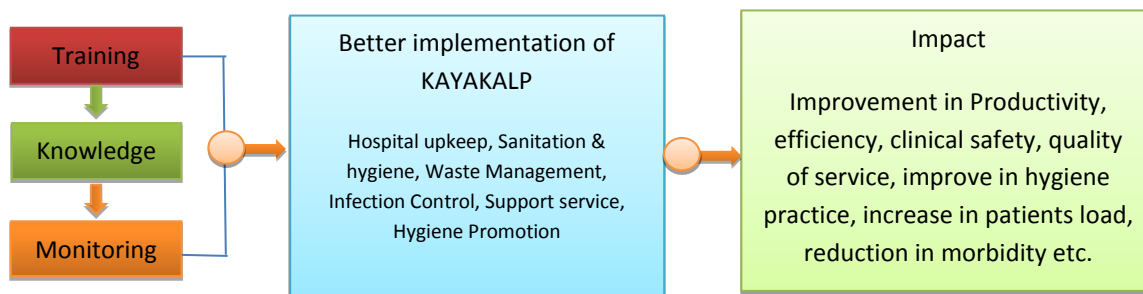 Training
Knowledge
Monitoring
Better implementation of
KAYAKALP
Hospital upkeep, Sanitation &
hygiene, Waste Management,
Infection Control, Support service,
Hygiene Promotion
Impact
Improvement in Productivity,
efficiency, clinical safety, quality
of service, improve in hygiene
practice, increase in patients load,
reduction in morbidity etc.